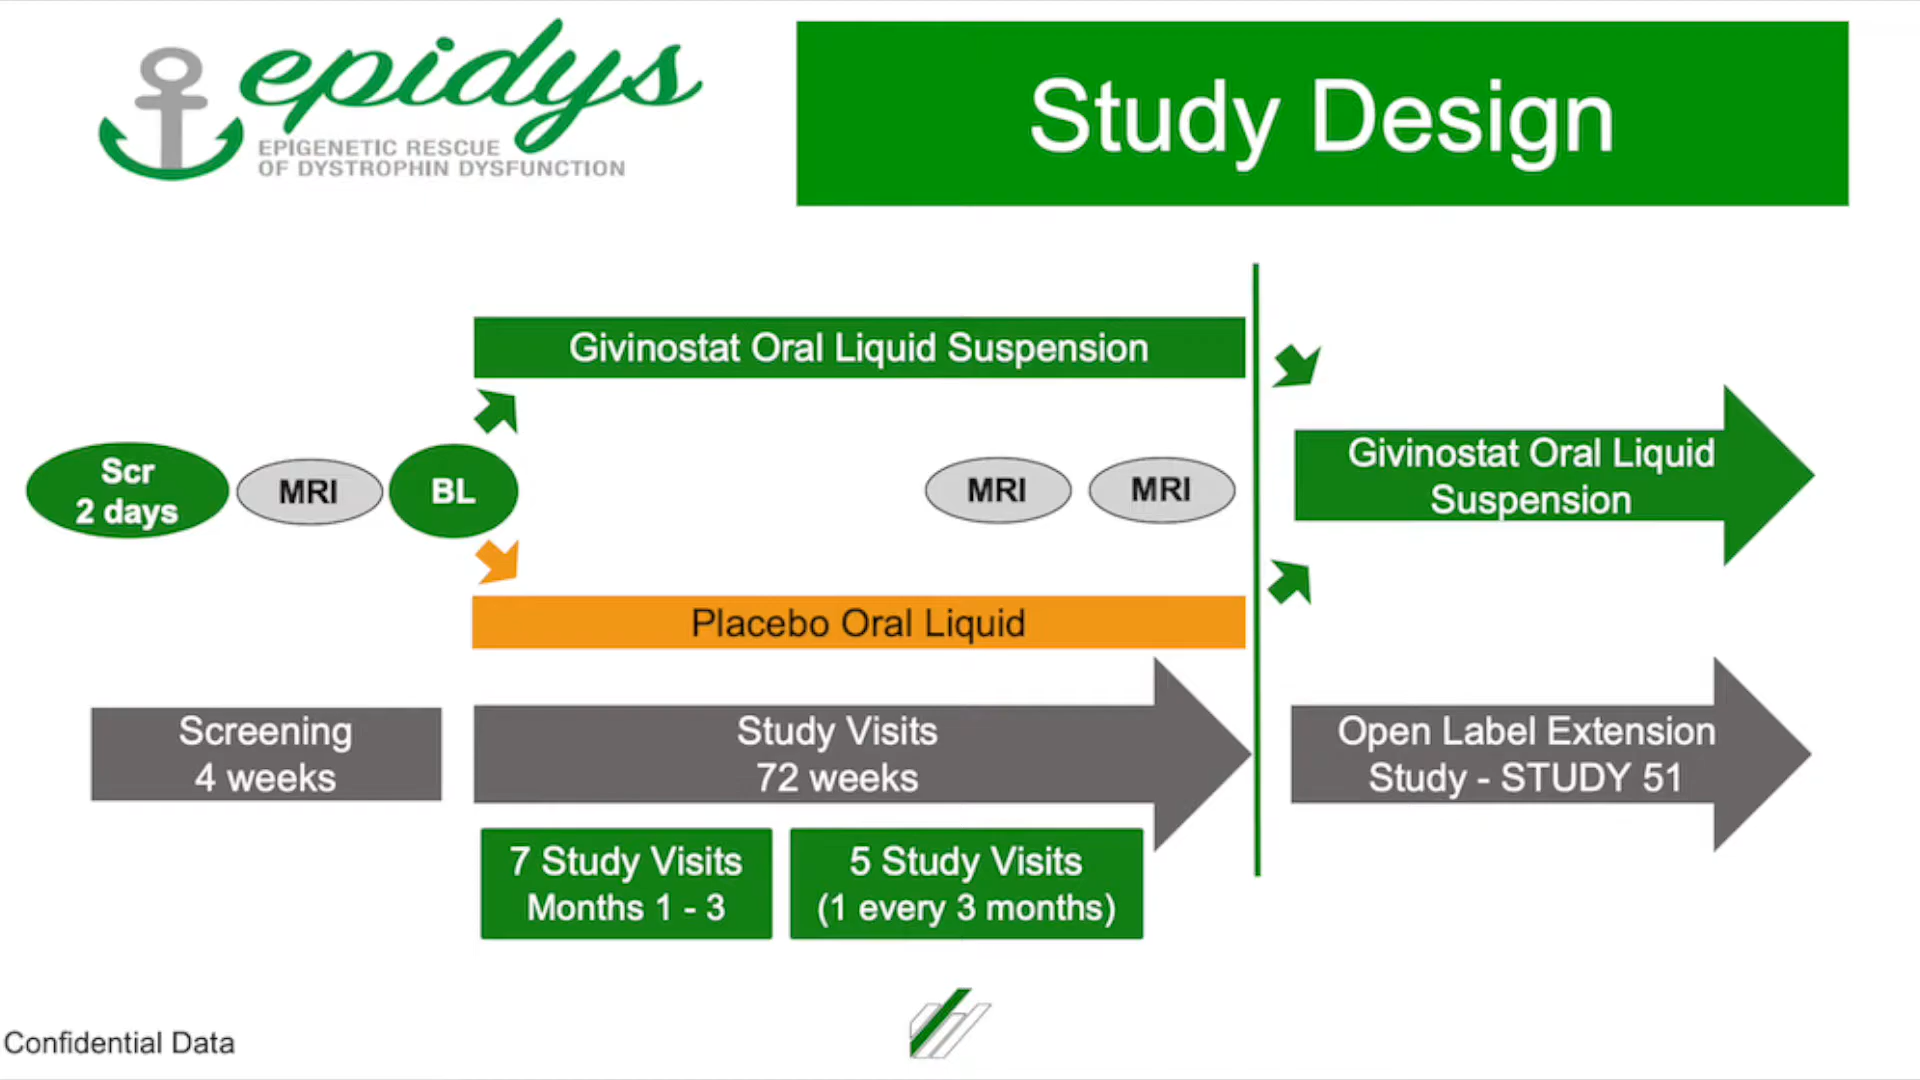 epidys
EPIGENETIC RESCUE
OF DYSTROPHIN DYSFUNCTION
Study Design
Givinostat Oral Liquid Suspension
Scr
2 days
MRI
BL
MRI
MRI
Givinostat Oral Liquid
Suspension
Placebo Oral Liquid
Screening
4 weeks
Study Visits
72 weeks
Open Label Extension
Study - STUDY 51
7 Study Visits
Months 1 - 3
5 Study Visits
(1 every 3 months)
Confidential Data